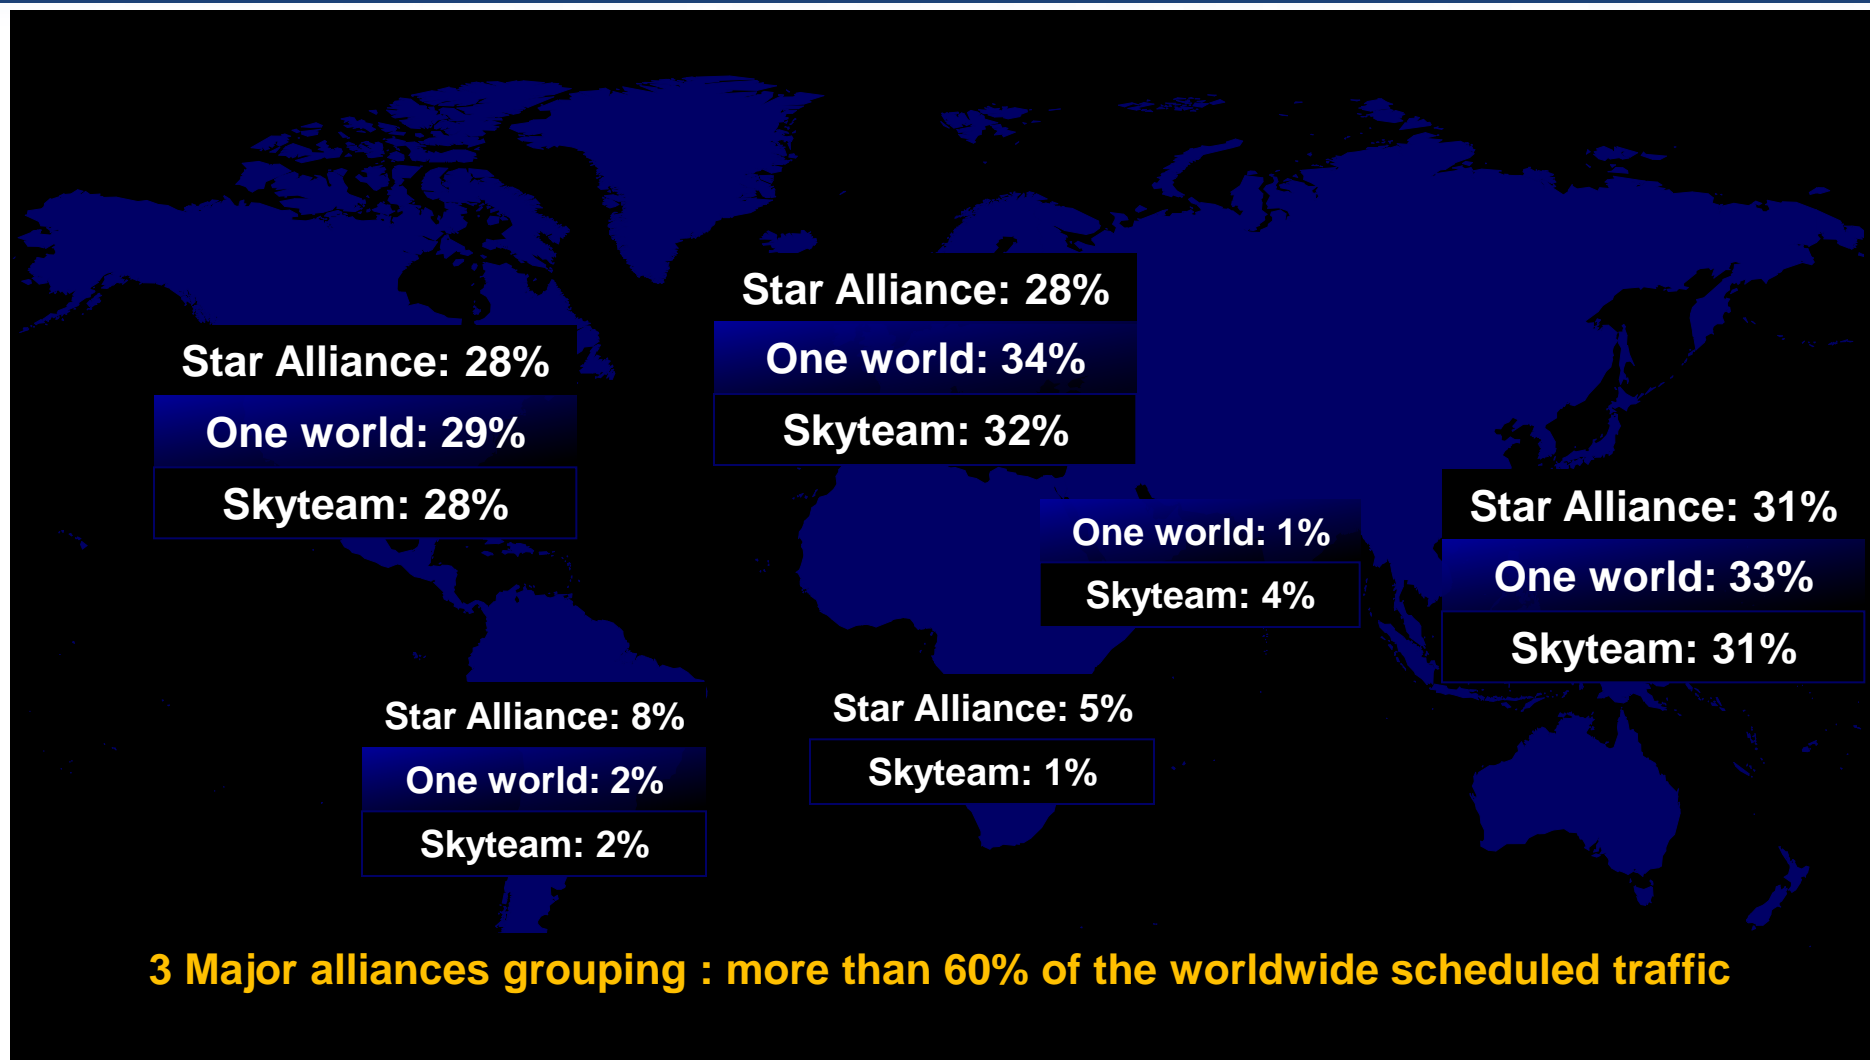 Star Alliance: 28%
One world: 34%
Skyteam: 32%
Star Alliance: 28%
One world: 29%
Skyteam: 28%
Star Alliance: 31%
One world: 33%
Skyteam: 31%
One world: 1%
Skyteam: 4%
Star Alliance: 8%
One world: 2%
Skyteam: 2%
Star Alliance: 5%
Skyteam: 1%
3 Major alliances grouping : more than 60% of the worldwide scheduled traffic